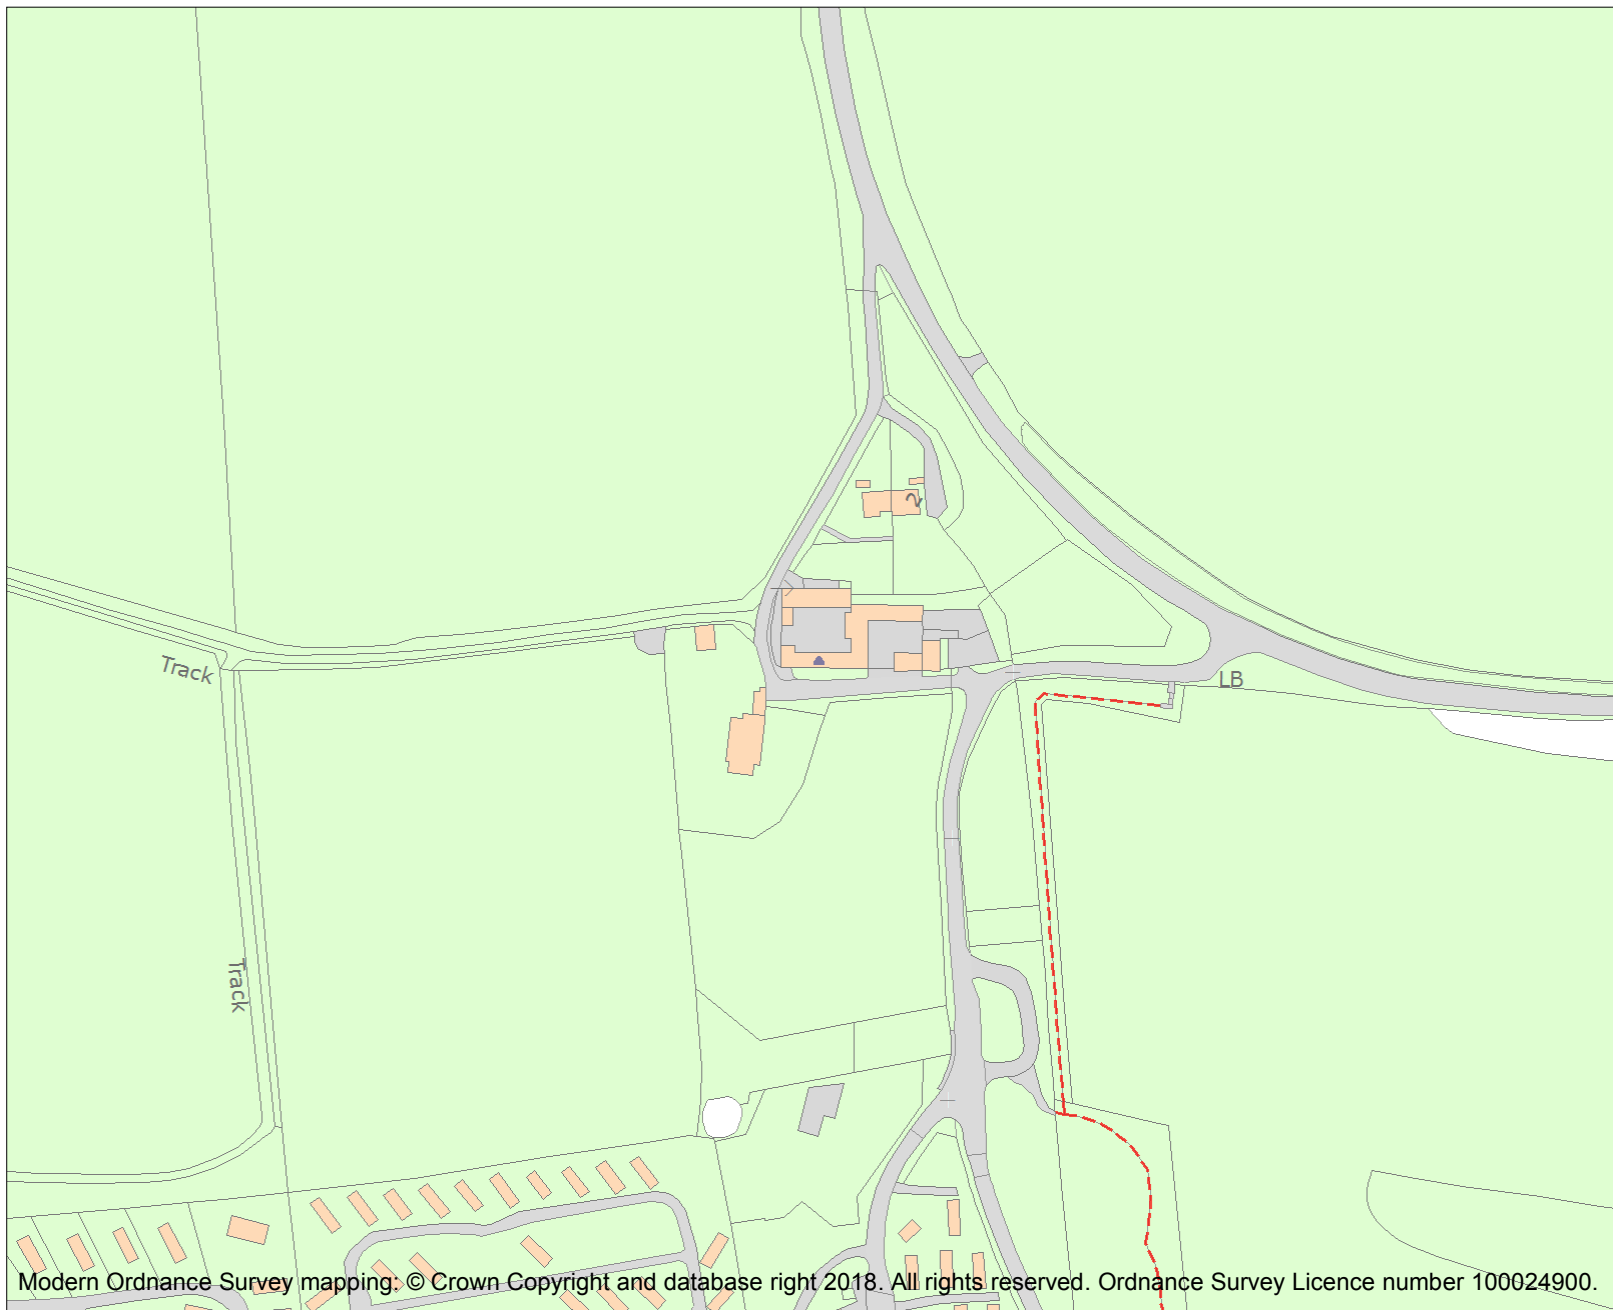 2
Track
LB
Track
Modern Ordnance Survey mapping: © Crown Copyright and database right 2018. All rights reserved. Ordnance Survey Licence number 100024900.